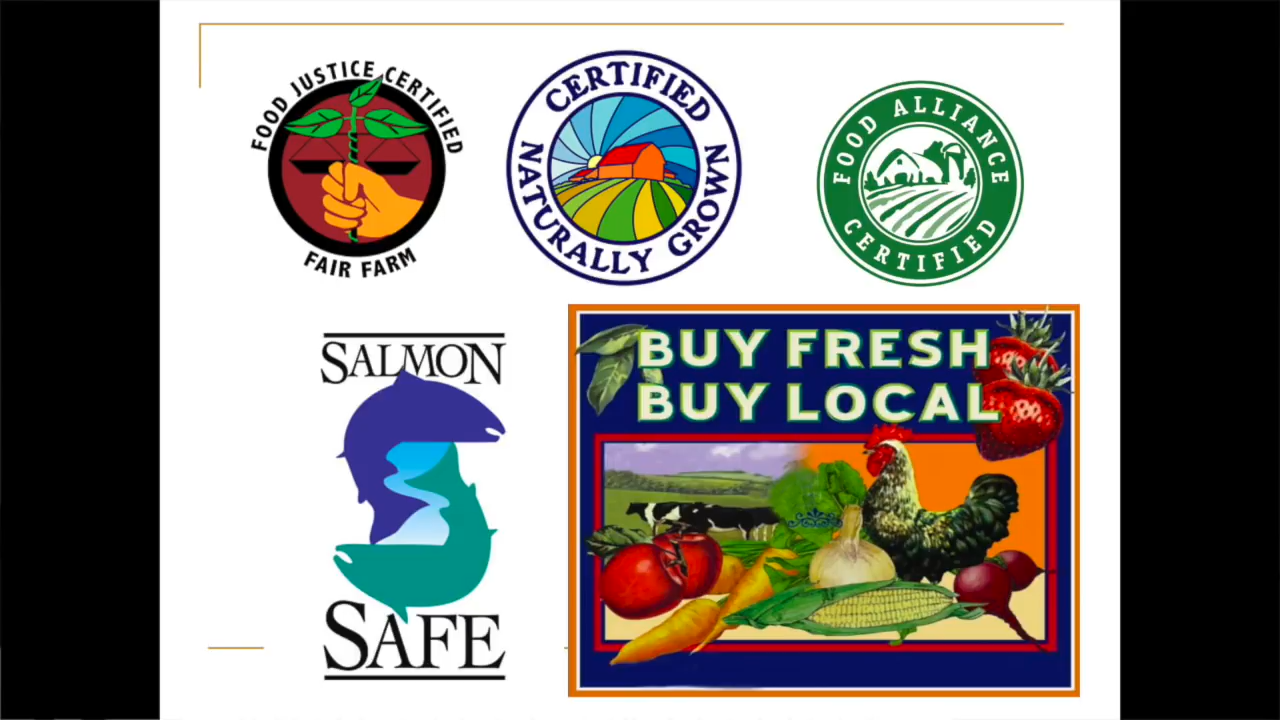 FOOD JUSTICE CERTIFIED
FAIR FARM
CERTIFIED
NATURALLY GROWN
FOOD ALLIANCE
CERTIFIED
SALMON
SAFE
BUY FRESH
BUY LOCAL